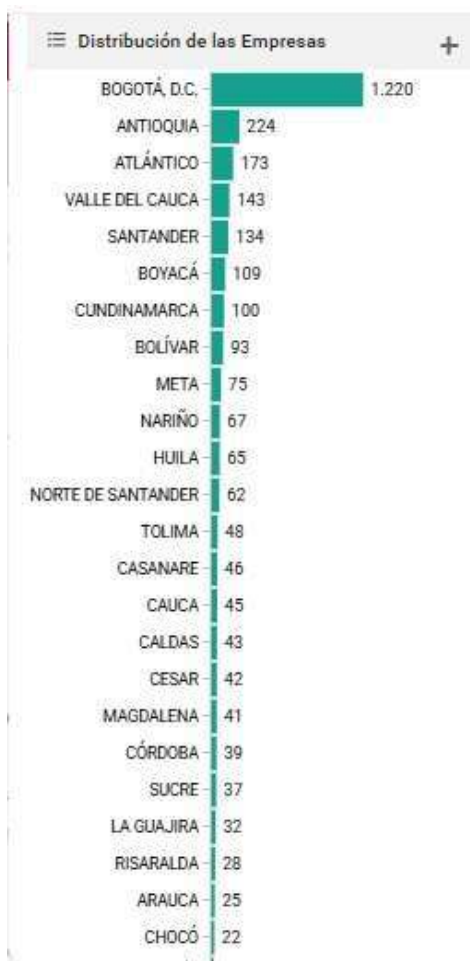 Distribución de las Empresas +
BOGOTÁ, D.C. 1.220
ANTIOQUIA 224
ATLÁNTICO 173
VALLE DEL CAUCA 143
SANTANDER 134
BOYACÁ 109
CUNDINAMARCA 100
BOLÍVAR 93
META 75
NARIÑO 67
HUILA 65
NORTE DE SANTANDER 62
TOLIMA 48
CASANARE 46
CAUCA 45
CALDAS 43
CESAR 42
MAGDALENA 41
CÓRDOBA 39
SUCRE 37
LA GUAJIRA 32
RISARALDA 28
ARAUCA 25
CHOCÓ 22